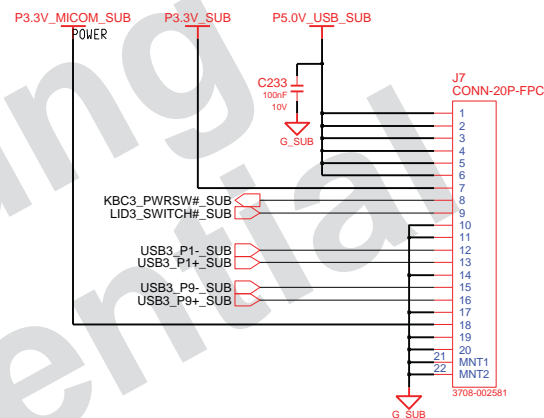 P3.3V_MICOM_SUB P3.3V_SUB P5.0V_USB_SUB
POWER
C233
100nF
10V
G_SUB
J7
CONN-20P-FPC
1
2
3
4
5
6
7
KBC3_PWRSW#_SUB 8
LID3_SWITCH#_SUB 9
10
11
USB3_P1-_SUB 12
USB3_P1+_SUB 13
14
USB3_P9-_SUB 15
USB3_P9+_SUB 16
17
18
19
20
21 MNT1
22 MNT2
3708-002581
G_SUB